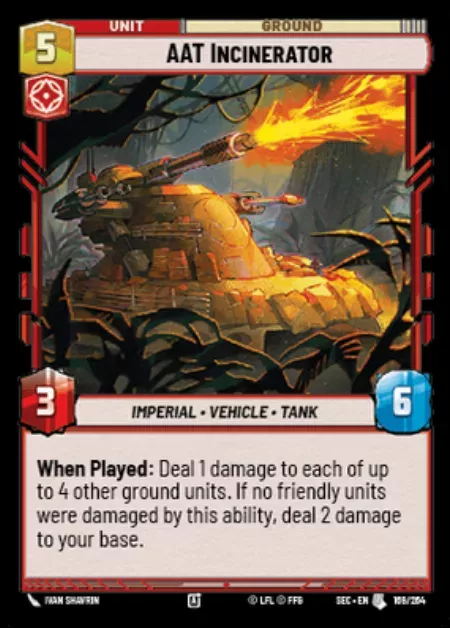 UNIT
GROUND
5
AAT INCINERATOR
3
IMPERIAL • VEHICLE • TANK
6
When Played: Deal 1 damage to each of up
to 4 other ground units. If no friendly units
were damaged by this ability, deal 2 damage
to your base.
IVAN SHAVRIN
© LFL © FFG
SEC • EN
168/264